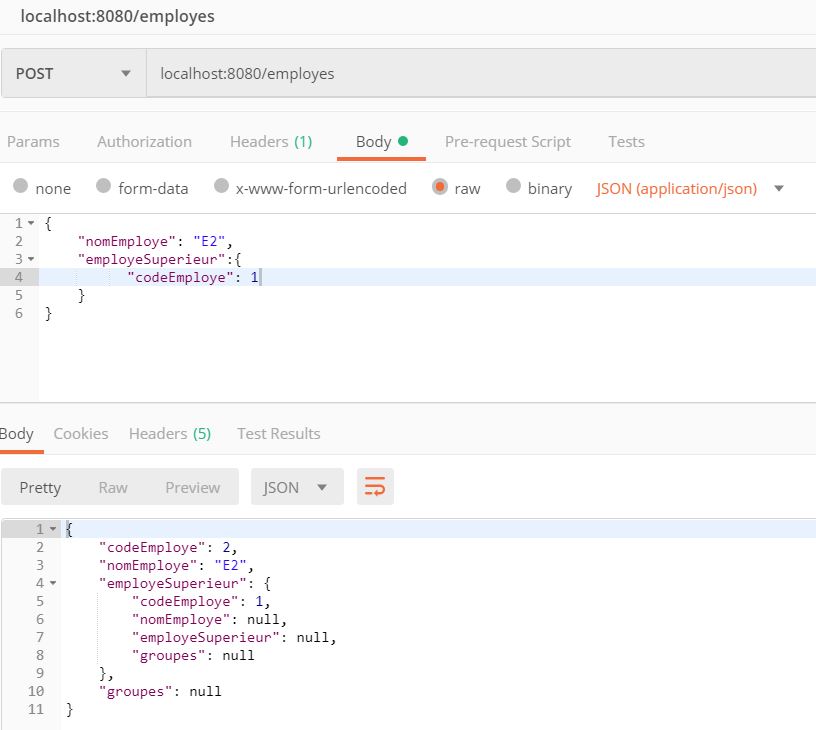 localhost:8080/employes
POST localhost:8080/employes
Params Authorization Headers (1) Body Pre-request Script Tests
none form-data x-www-form-urlencoded raw binary JSON (application/json)
1 {
2 "nomEmploye": "E2",
3 "employeSuperieur":{
4 "codeEmploye": 1
5 }
6 }
Body Cookies Headers (5) Test Results
Pretty Raw Preview JSON
1 {
2 "codeEmploye": 2,
3 "nomEmploye": "E2",
4 "employeSuperieur": {
5 "codeEmploye": 1,
6 "nomEmploye": null,
7 "employeSuperieur": null,
8 "groupes": null
9 },
10 "groupes": null
11 }